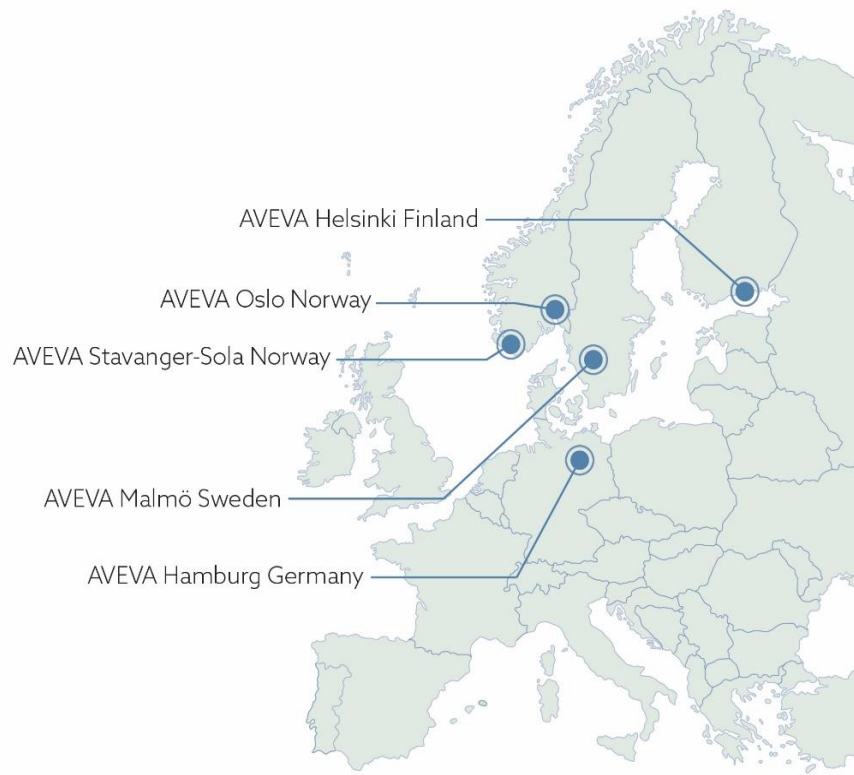 AVEVA Helsinki Finland
AVEVA Oslo Norway
AVEVA Stavanger-Sola Norway
AVEVA Malmö Sweden
AVEVA Hamburg Germany